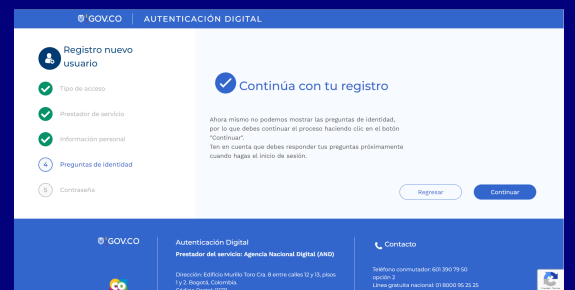 GOV.CO
AUTENTICACIÓN DIGITAL
Registro nuevo
usuario
Tipo de acceso
Prestador de servicio
Información personal
4 Preguntas de identidad
5 Contraseña
Continúa con tu registro
Ahora mismo no podemos mostrar las preguntas de identidad,
por lo que debes continuar el proceso haciendo clic en el botón
"Continuar".
Ten en cuenta que debes responder tus preguntas próximamente
cuando hagas el inicio de sesión.
Regresar
Continuar
GOV.CO
Autenticación Digital
Prestador del servicio: Agencia Nacional Digital (AND)
Dirección: Edificio Murillo Toro Cra. 8 entre calles 12 y 13, pisos
1 y 2. Bogotá, Colombia.
Contacto
Teléfono conmutador: 601 390 79 50
opción 2
Línea gratuita nacional: 01 8000 95 25 25